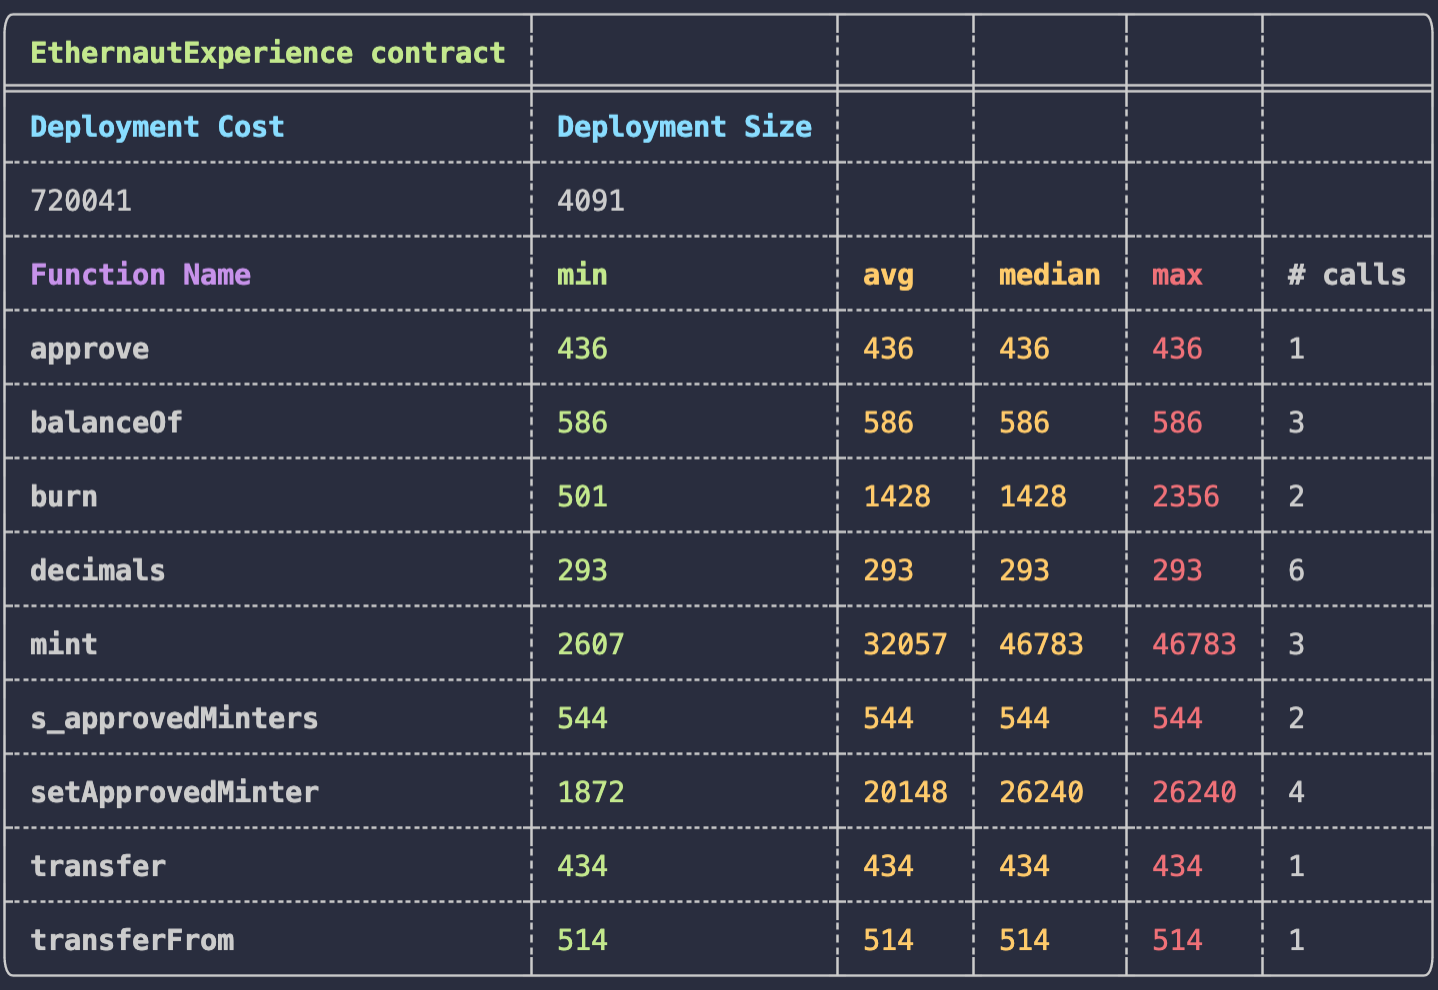 EthernautExperience contract
Deployment Cost Deployment Size
720041 4091
Function Name min avg median max # calls
approve 436 436 436 436 1
balanceOf 586 586 586 586 3
burn 501 1428 1428 2356 2
decimals 293 293 293 293 6
mint 2607 32057 46783 46783 3
s_approvedMinters 544 544 544 544 2
setApprovedMinter 1872 20148 26240 26240 4
transfer 434 434 434 434 1
transferFrom 514 514 514 514 1